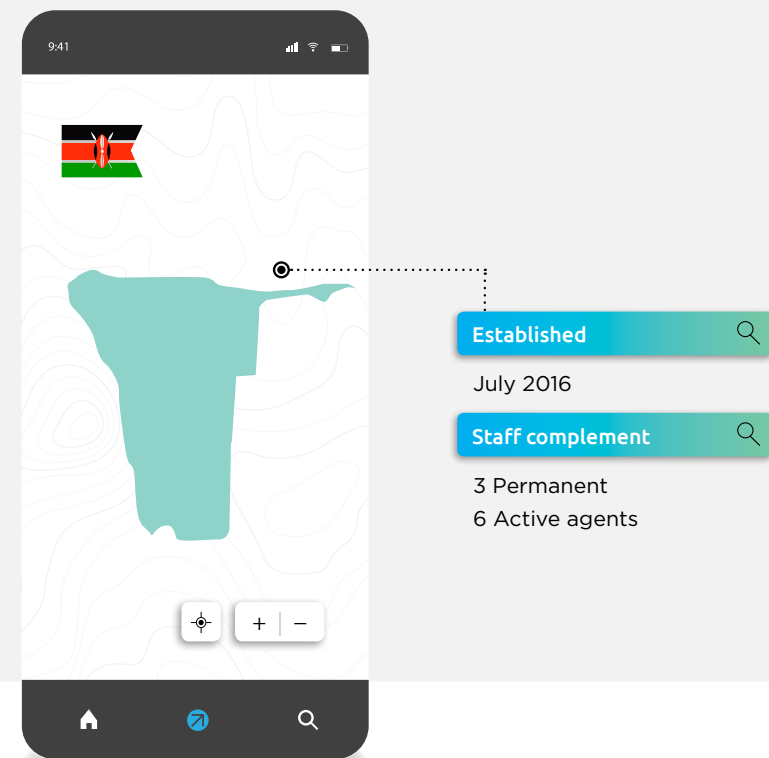 9:41
Established
July 2016
Staff complement
3 Permanent
6 Active agents